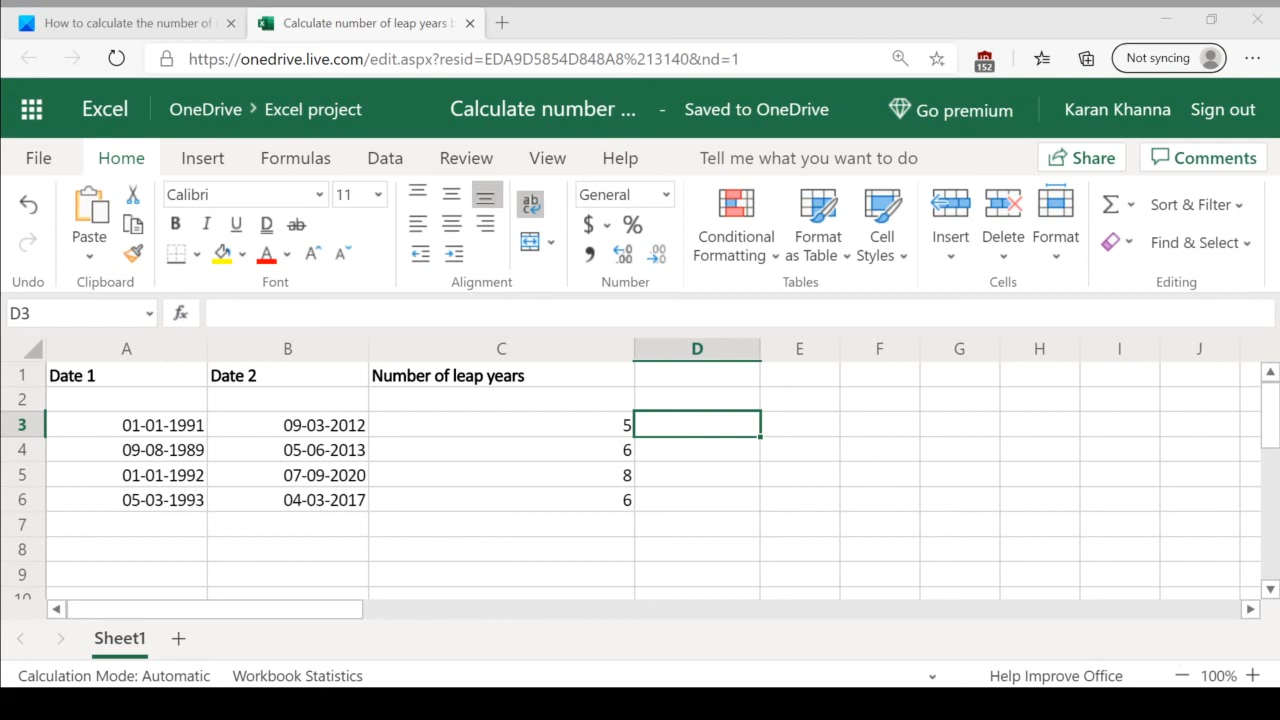 How to calculate the number of
Calculate number of leap years b
https://onedrive.live.com/edit.aspx?resid=EDA9D5854D848A8%213140&nd=1
152
Not syncing
Excel
OneDrive > Excel project
Calculate number ... - Saved to OneDrive
Go premium
Karan Khanna
Sign out
File Home Insert Formulas Data Review View Help Tell me what you want to do
Share
Comments
Calibri 11
General
Paste
B I U D ab
ab
c
A A A
$ %
.00
.00
Conditional
Formatting
Format
as Table
Cell
Styles
Insert
Delete
Format
Σ
Sort & Filter
Find & Select
Undo Clipboard Font Alignment Number Tables Cells Editing
D3
fx
A B C D E F G H I J
1 Date 1 Date 2 Number of leap years
2
3 01-01-1991 09-03-2012 5
4 09-08-1989 05-06-2013 6
5 01-01-1992 07-09-2020 8
6 05-03-1993 04-03-2017 6
7
8
9
10
Sheet1
Calculation Mode: Automatic Workbook Statistics
Help Improve Office
100%